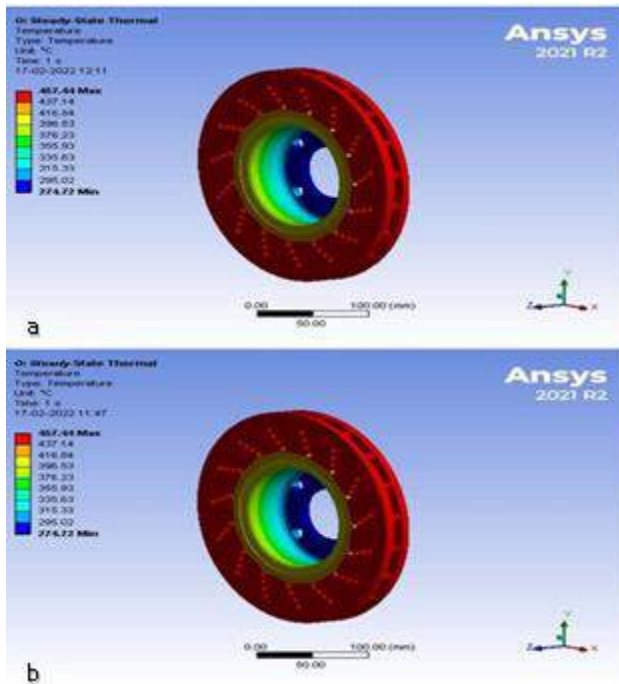 O: Steady-State Thermal
Temperature
Type: Temperature
Unit: °C
Time: 1 s
17-02-2022 12:11
457.44 Max
437.14
416.84
396.53
376.23
355.93
335.63
315.33
295.02
274.72 Min
Ansys
2021 R2
0.00 100.00 (mm)
50.00
Y
Z X
a
O: Steady-State Thermal
Temperature
Type: Temperature
Unit: °C
Time: 1 s
17-02-2022 11:47
457.44 Max
437.14
416.84
396.53
376.23
355.93
335.63
315.33
295.02
274.72 Min
Ansys
2021 R2
0.00 100.00 (mm)
50.00
Y
Z X
b